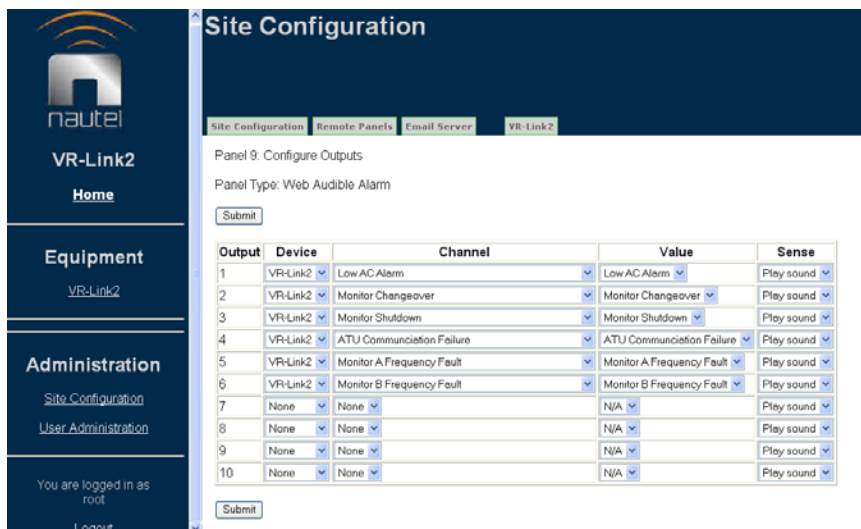 Site Configuration
nautel
VR-Link2
Home
Equipment
VR-Link2
Administration
Site Configuration
User Administration
You are logged in as
root
Logout
Site Configuration Remote Panels Email Server VR-Link2
Panel 9: Configure Outputs
Panel Type: Web Audible Alarm
Submit
Output Device Channel Value Sense
1 VR-Link2 Low AC Alarm Low AC Alarm Play sound
2 VR-Link2 Monitor Changeover Monitor Changeover Play sound
3 VR-Link2 Monitor Shutdown Monitor Shutdown Play sound
4 VR-Link2 ATU Communciation Failure ATU Communciation Failure Play sound
5 VR-Link2 Monitor A Frequency Fault Monitor A Frequency Fault Play sound
6 VR-Link2 Monitor B Frequency Fault Monitor B Frequency Fault Play sound
7 None None N/A Play sound
8 None None N/A Play sound
9 None None N/A Play sound
10 None None N/A Play sound
Submit